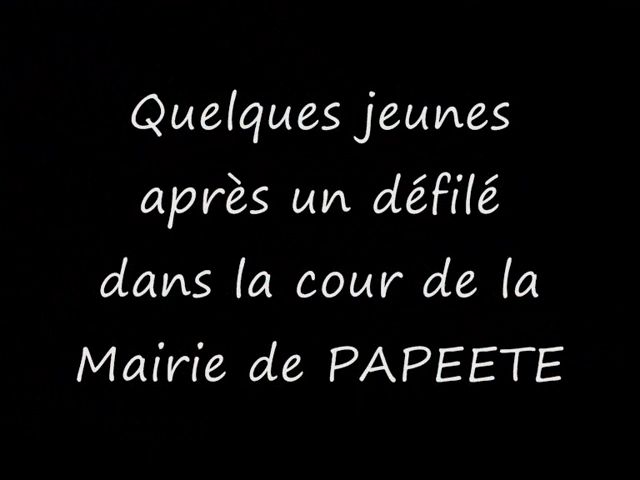 Quelques jeunes
après un défilé
dans la cour de la
Mairie de PAPEETE